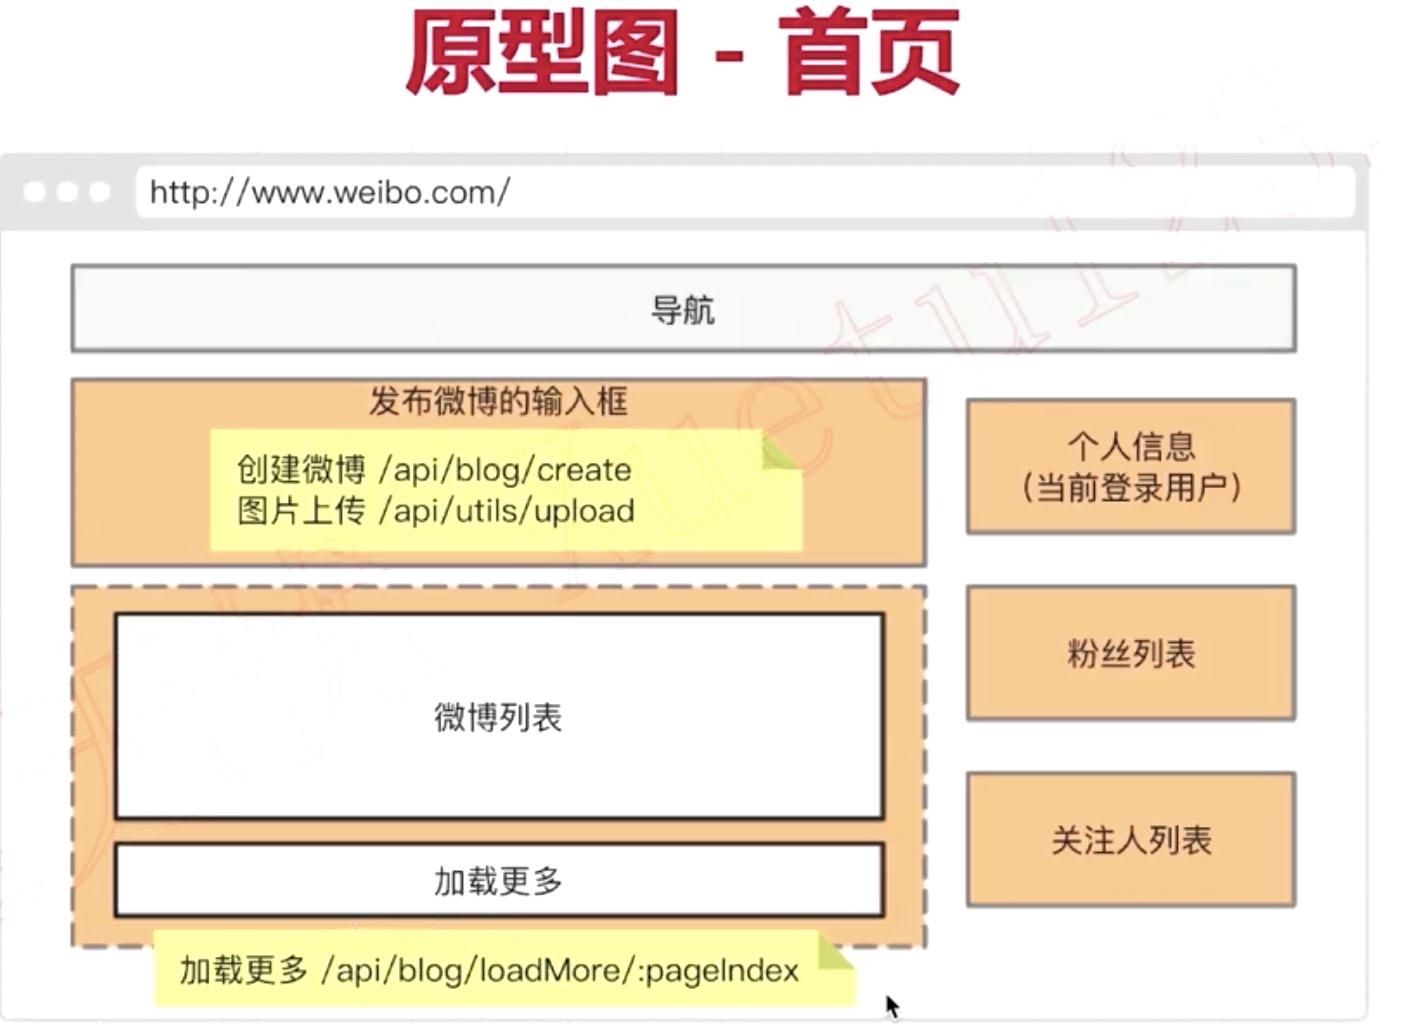 原型图 - 首页
http://www.weibo.com/
导航
发布微博的输入框
创建微博 /api/blog/create
图片上传 /api/utils/upload
个人信息
（当前登录用户）
微博列表
粉丝列表
加载更多
关注人列表
加载更多 /api/blog/loadMore/:pageIndex